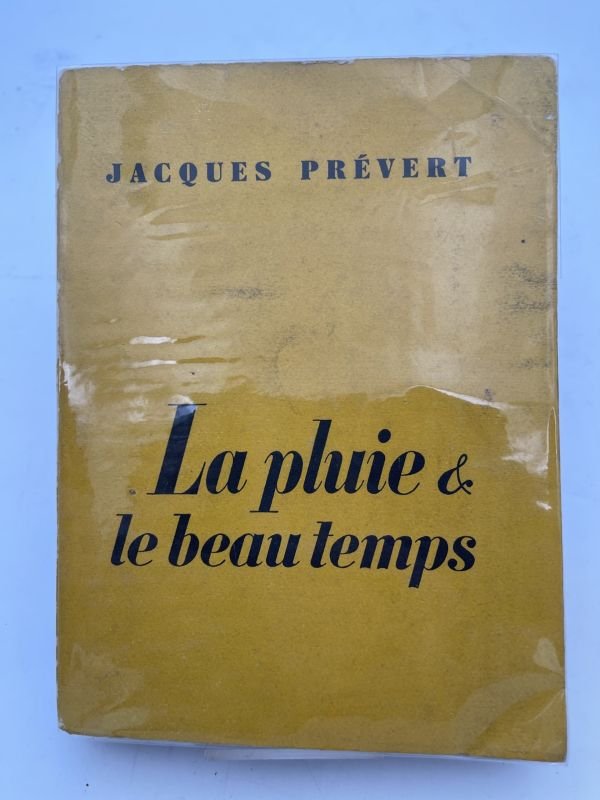 JACQUES PRÉVERT
La pluie &
le beau temps